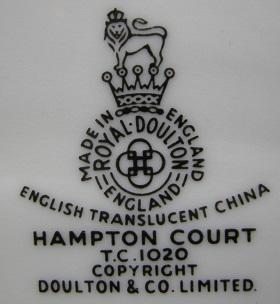 MADE IN ENGLAND
ROYAL·DOULTON
ENGLAND
ENGLISH TRANSLUCENT CHINA
HAMPTON COURT
T.C.1020
COPYRIGHT
DOULTON & CO. LIMITED.